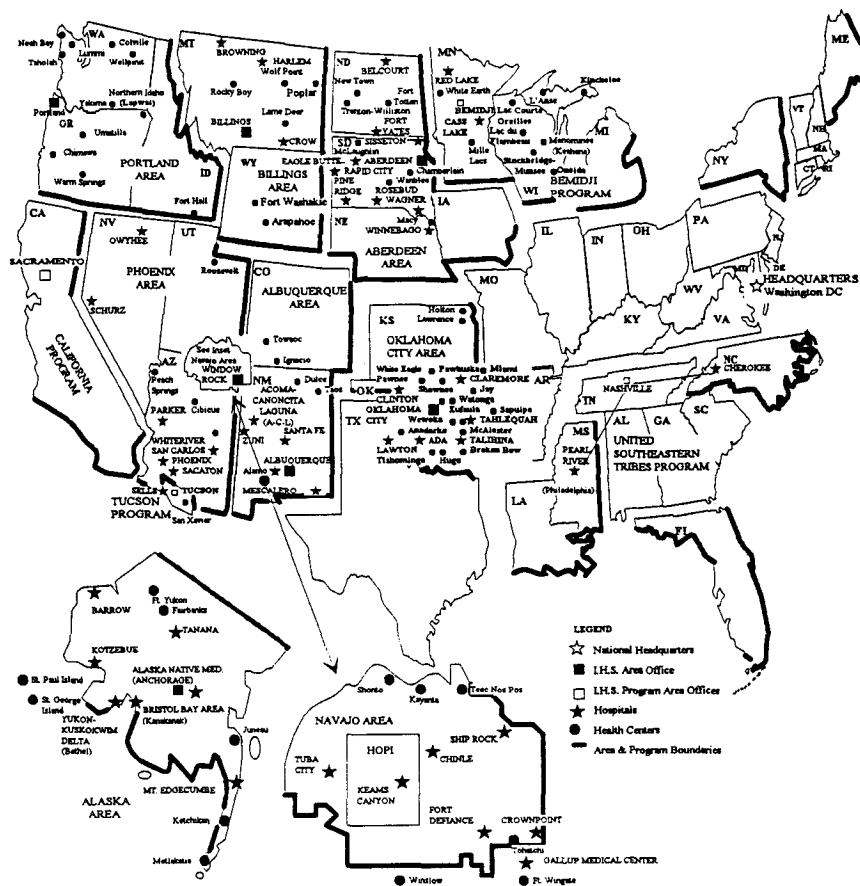 WA
Neah Bay
Lummi
Colville
Taholah
Wellpinit
Portland
Yakima
Northern Idaho
(Lapwai)
OR
Umatilla
Chemawa
PORTLAND
AREA
ID
Warm Springs
Fort Hall
MT
BROWNING
HARLEM
Wolf Point
Rocky Boy
Poplar
Lame Deer
BILLINGS
CROW
WY
BILLINGS
AREA
Fort Washakie
Arapahoe
ND
BELCOURT
New Town
Fort
Totten
Trenton-Williston
FORT
YATES
SD
SISSETON
McLaughlin
EAGLE BUTTE
ABERDEEN
RAPID CITY
Chamberlain
PINE
RIDGE
Wanblee
ROSEBUD
WAGNER
NE
IA
Macy
WINNEBAGO
ABERDEEN
AREA
MN
RED LAKE
White Earth
BEMIDJI
CASS
LAKE
Mille
Lacs
Kincheloe
L'Anse
Lac Courte
Oreilles
Lac du
Flambeau
Menominee
(Keshena)
MI
Stockbridge-
Munsee
Oneida
WI
BEMIDJI
PROGRAM
ME
VT
NH
MA
CT
RI
NY
PA
NJ
MD
DE
HEADQUARTERS
Washington DC
IL
IN
OH
WV
VA
KY
MO
CA
SACRAMENTO
CALIFORNIA
PROGRAM
NV
OWYHEE
UT
PHOENIX
AREA
Roosevelt
SCHURZ
CO
ALBUQUERQUE
AREA
Towaoc
Ignacio
See Inset
Navajo Area
WINDOW
ROCK
AZ
Peach
Springs
PARKER
Cibicue
WHITERIVER
SAN CARLOS
PHOENIX
SACATON
SELLS
TUCSON
TUCSON
PROGRAM
San Xavier
NM
Dulce
Taos
ACOMA-
CANONCITA
LAGUNA
(A-C-L)
ZUNI
SANTA FE
ALBUQUERQUE
Alamo
MESCALERO
KS
Holton
Lawrence
OKLAHOMA
CITY AREA
White Eagle
Pawhuska
Miami
Pawnee
CLAREMORE
AR
OK
Shawnee
Jay
CLINTON
Watonga
OKLAHOMA
CITY
Eufaula
Sapulpa
Wewoka
TAHLEQUAH
Anadarko
McAlester
LAWTON
ADA
TALIHINA
Tishomingo
Hugo
Broken Bow
TX
NC
CHEROKEE
NASHVILLE
TN
SC
MS
AL
GA
PEARL
RIVER
UNITED
SOUTHEASTERN
TRIBES PROGRAM
(Philadelphia)
LA
FL
BARROW
Ft. Yukon
Fairbanks
TANANA
KOTZEBUE
St. Paul Island
ALASKA NATIVE MED.
(ANCHORAGE)
St. George
Island
BRISTOL BAY AREA
(Kanakanak)
YUKON-
KUSKOKWIM
DELTA
(Bethel)
Juneau
MT. EDGECUMBE
ALASKA
AREA
Ketchikan
Metlakatla
Shonto
Kayenta
Teec Nos Pos
NAVAJO AREA
SHIP ROCK
HOPI
CHINLE
TUBA
CITY
KEAMS
CANYON
FORT
DEFIANCE
CROWNPOINT
Tohatchi
GALLUP MEDICAL CENTER
Winslow
Ft. Wingate
LEGEND
National Headquarters
I.H.S. Area Office
I.H.S. Program Area Offices
Hospitals
Health Centers
Area & Program Boundaries